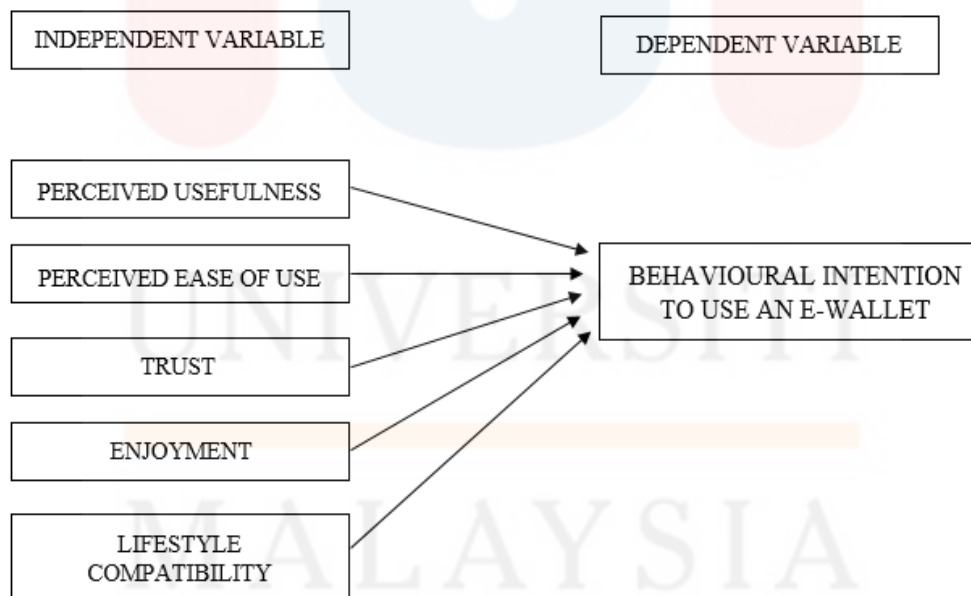 INDEPENDENT VARIABLE
DEPENDENT VARIABLE
PERCEIVED USEFULNESS
PERCEIVED EASE OF USE
BEHAVIOURAL INTENTION
TO USE AN E-WALLET
TRUST
ENJOYMENT
LIFESTYLE
COMPATIBILITY
UNIVERSITI
MALAYSIA